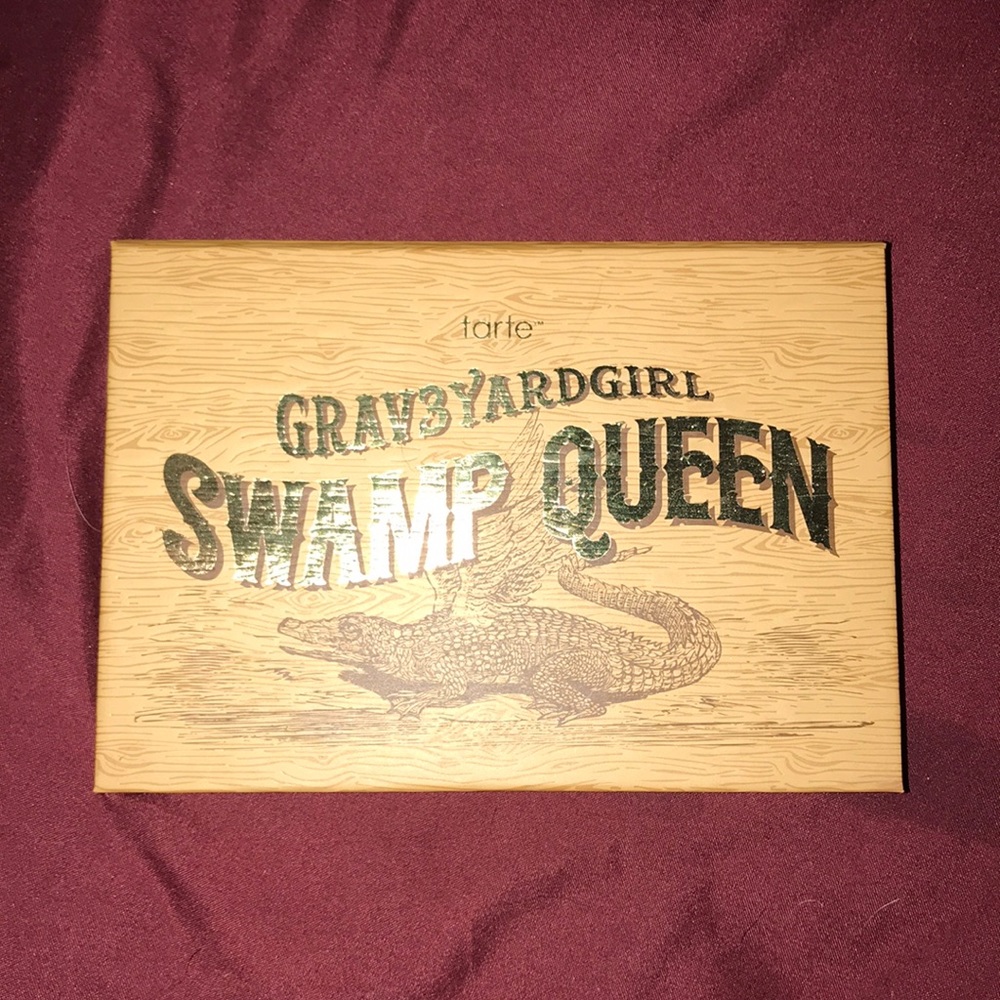 tarte™
GRAV3YARDGIRL
SWAMP QUEEN